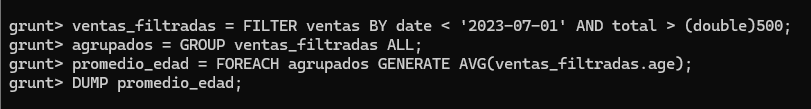 grunt> ventas_filtradas = FILTER ventas BY date < '2023-07-01' AND total > (double)500;
grunt> agrupados = GROUP ventas_filtradas ALL;
grunt> promedio_edad = FOREACH agrupados GENERATE AVG(ventas_filtradas.age);
grunt> DUMP promedio_edad;